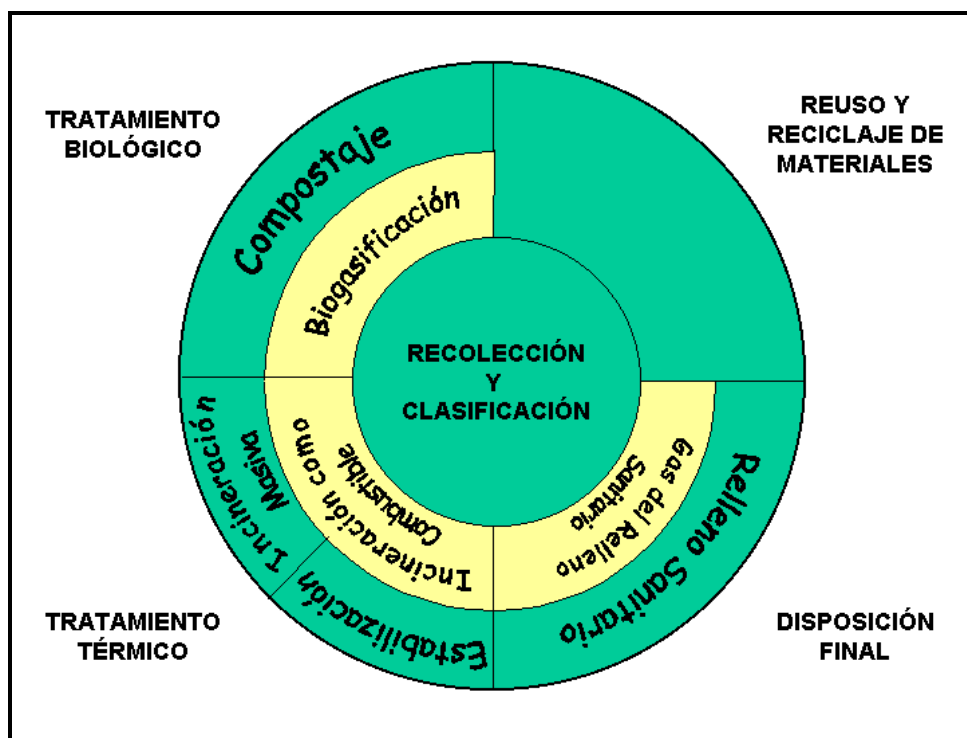 TRATAMIENTO
BIOLÓGICO
REUSO Y
RECICLAJE DE
MATERIALES
Compostaje
Biogasificación
RECOLECCIÓN
Y
CLASIFICACIÓN
Incineración
Masiva
Incineración como
Combustible
Estabilización
Gas del Relleno
Sanitario
Relleno Sanitario
TRATAMIENTO
TÉRMICO
DISPOSICIÓN
FINAL